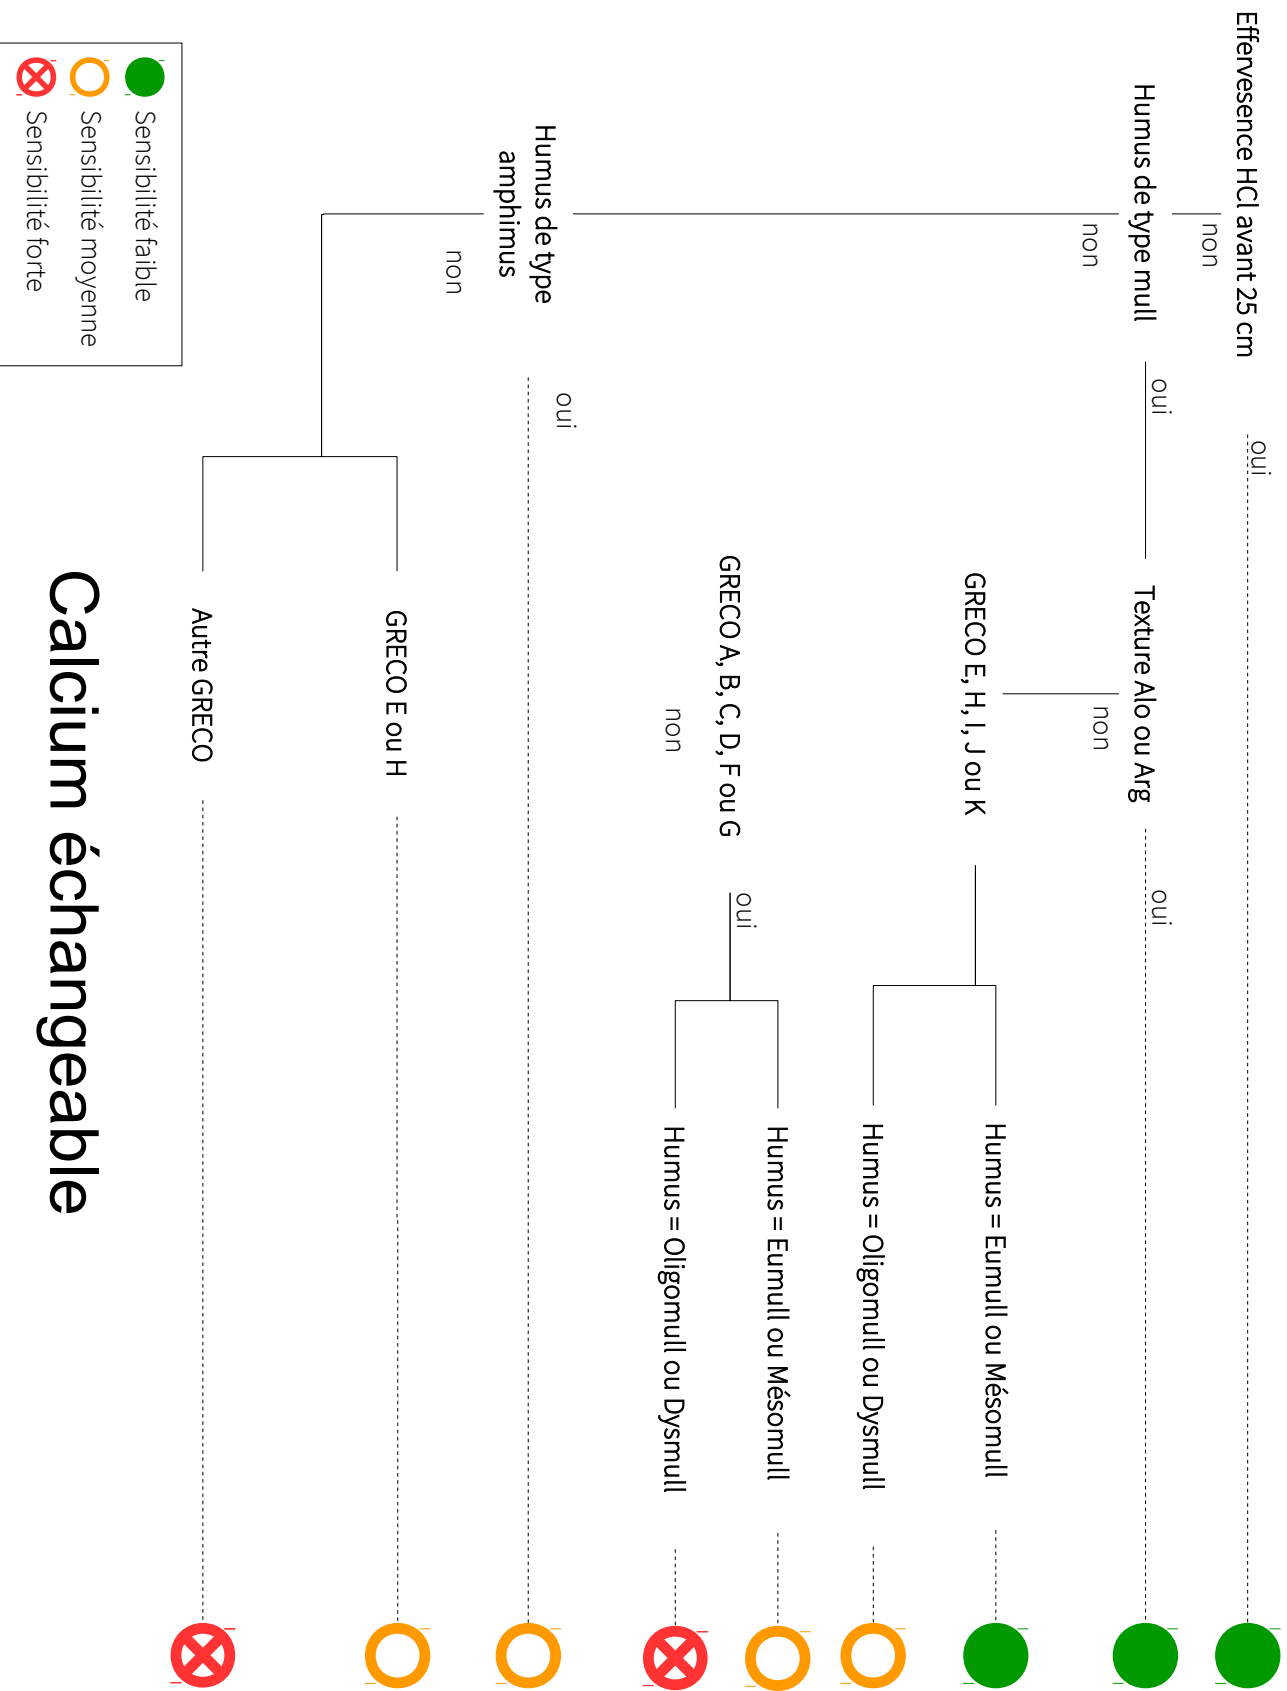 Effervesence HCl avant 25 cm
oui
non
Humus de type mull
oui
Texture Alo ou Arg
oui
non
non
GRECO E, H, I, J ou K
Humus = Eumull ou Mésomull
Humus = Oligomull ou Dysmull
GRECO A, B, C, D, F ou G
oui
non
Humus = Eumull ou Mésomull
Humus = Oligomull ou Dysmull
Humus de type
amphimus
oui
non
GRECO E ou H
Autre GRECO
Sensibilité faible
Sensibilité moyenne
Sensibilité forte
Calcium échangeable